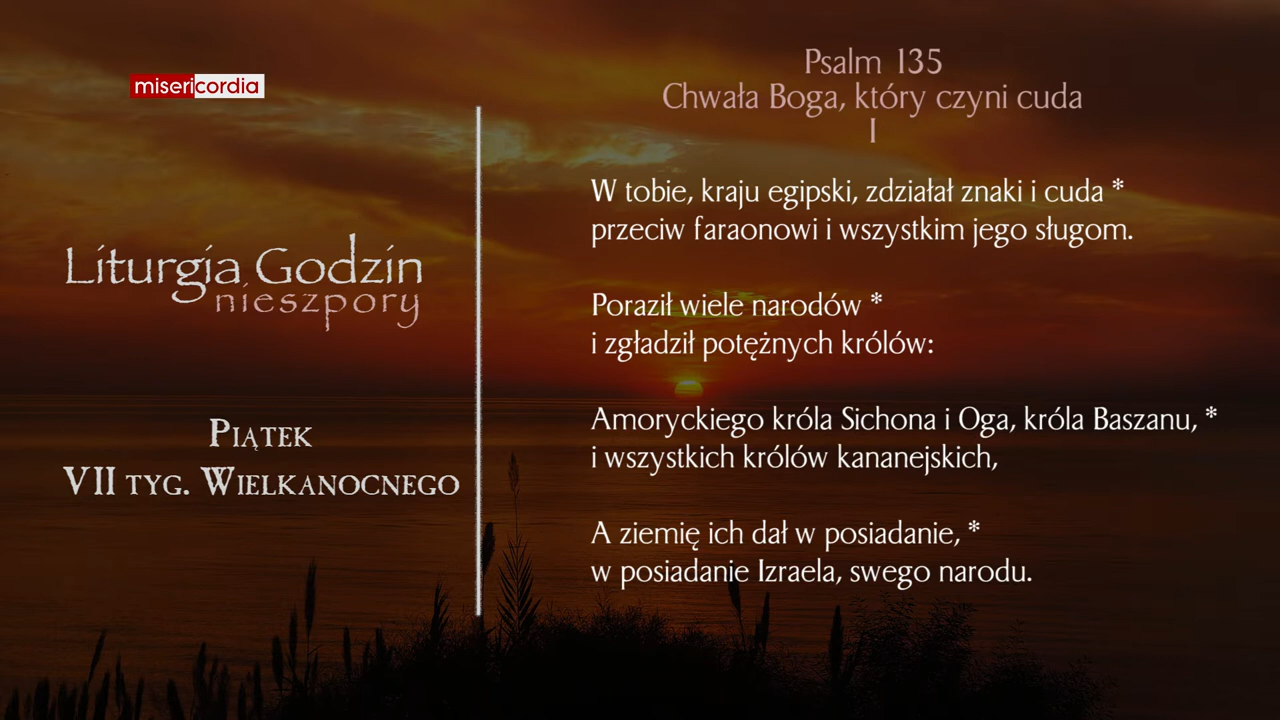 misericordia
Liturgia Godzin
nieszpory
Piątek
VII tyg. Wielkanocnego
Psalm 135
Chwała Boga, który czyni cuda
I
W tobie, kraju egipski, zdziałał znaki i cuda *
przeciw faraonowi i wszystkim jego sługom.
Poraził wiele narodów *
i zgładził potężnych królów:
Amoryckiego króla Sichona i Oga, króla Baszanu, *
i wszystkich królów kananejskich,
A ziemię ich dał w posiadanie, *
w posiadanie Izraela, swego narodu.